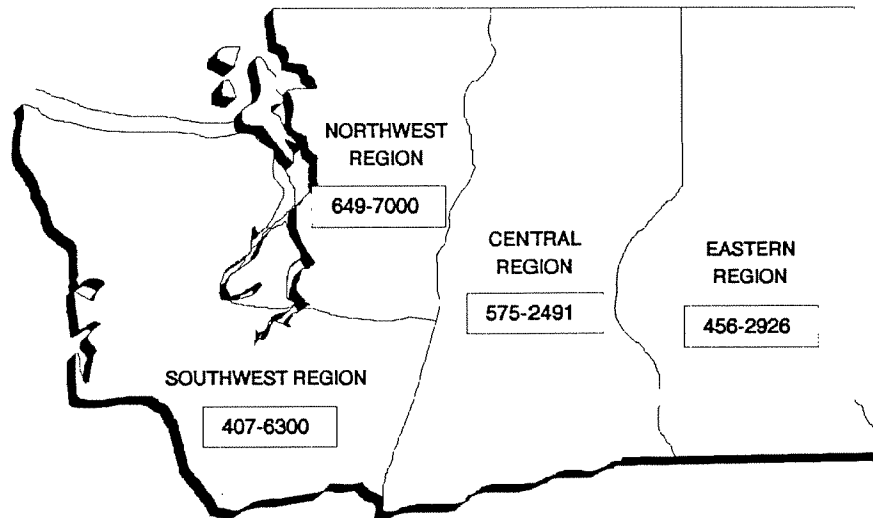 NORTHWEST
REGION
649-7000
CENTRAL
REGION
575-2491
EASTERN
REGION
456-2926
SOUTHWEST REGION
407-6300